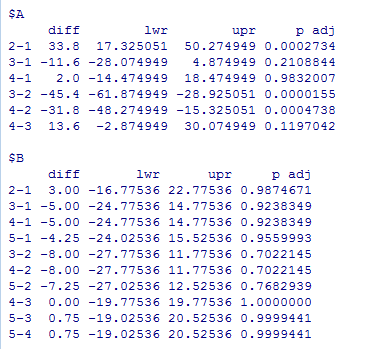 $A
diff lwr upr p adj
2-1 33.8 17.325051 50.274949 0.0002734
3-1 -11.6 -28.074949 4.874949 0.2108844
4-1 2.0 -14.474949 18.474949 0.9832007
3-2 -45.4 -61.874949 -28.925051 0.0000155
4-2 -31.8 -48.274949 -15.325051 0.0004738
4-3 13.6 -2.874949 30.074949 0.1197042
$B
diff lwr upr p adj
2-1 3.00 -16.77536 22.77536 0.9874671
3-1 -5.00 -24.77536 14.77536 0.9238349
4-1 -5.00 -24.77536 14.77536 0.9238349
5-1 -4.25 -24.02536 15.52536 0.9559993
3-2 -8.00 -27.77536 11.77536 0.7022145
4-2 -8.00 -27.77536 11.77536 0.7022145
5-2 -7.25 -27.02536 12.52536 0.7682939
4-3 0.00 -19.77536 19.77536 1.0000000
5-3 0.75 -19.02536 20.52536 0.9999441
5-4 0.75 -19.02536 20.52536 0.9999441